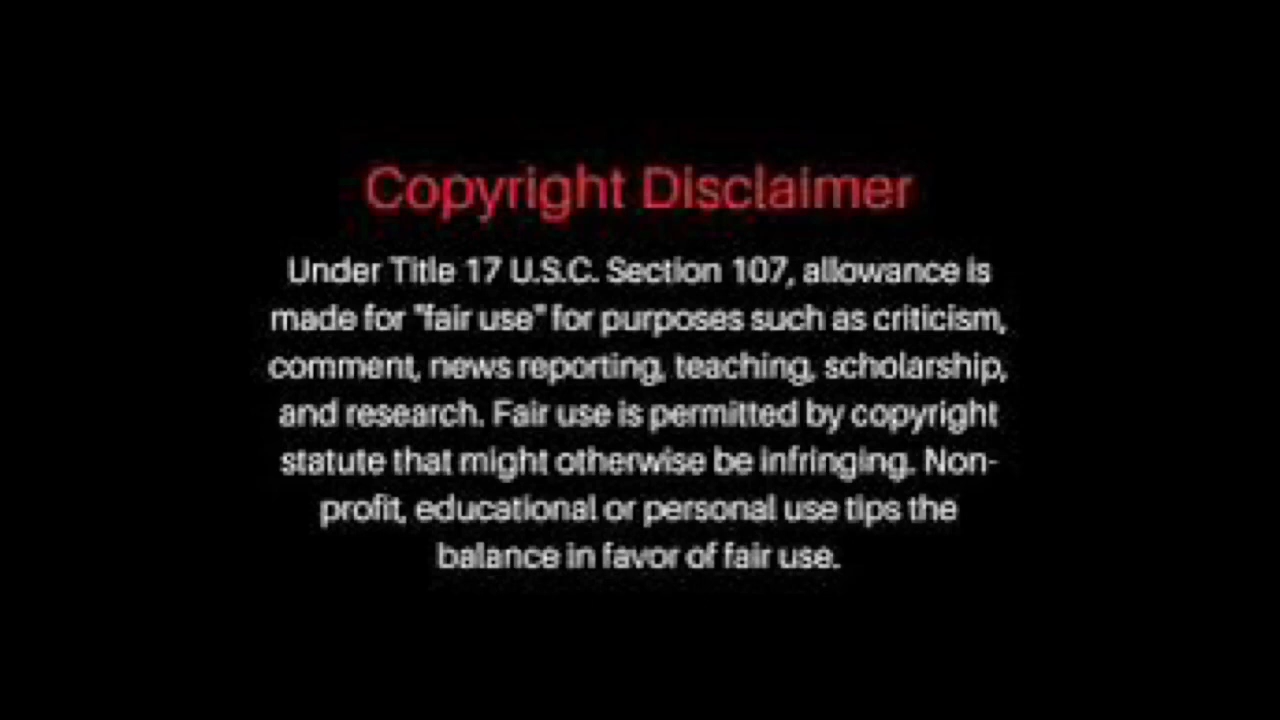 Copyright Disclaimer
Under Title 17 U.S.C. Section 107, allowance is
made for "fair use" for purposes such as criticism,
comment, news reporting, teaching, scholarship,
and research. Fair use is permitted by copyright
statute that might otherwise be infringing. Non-
profit, educational or personal use tips the
balance in favor of fair use.